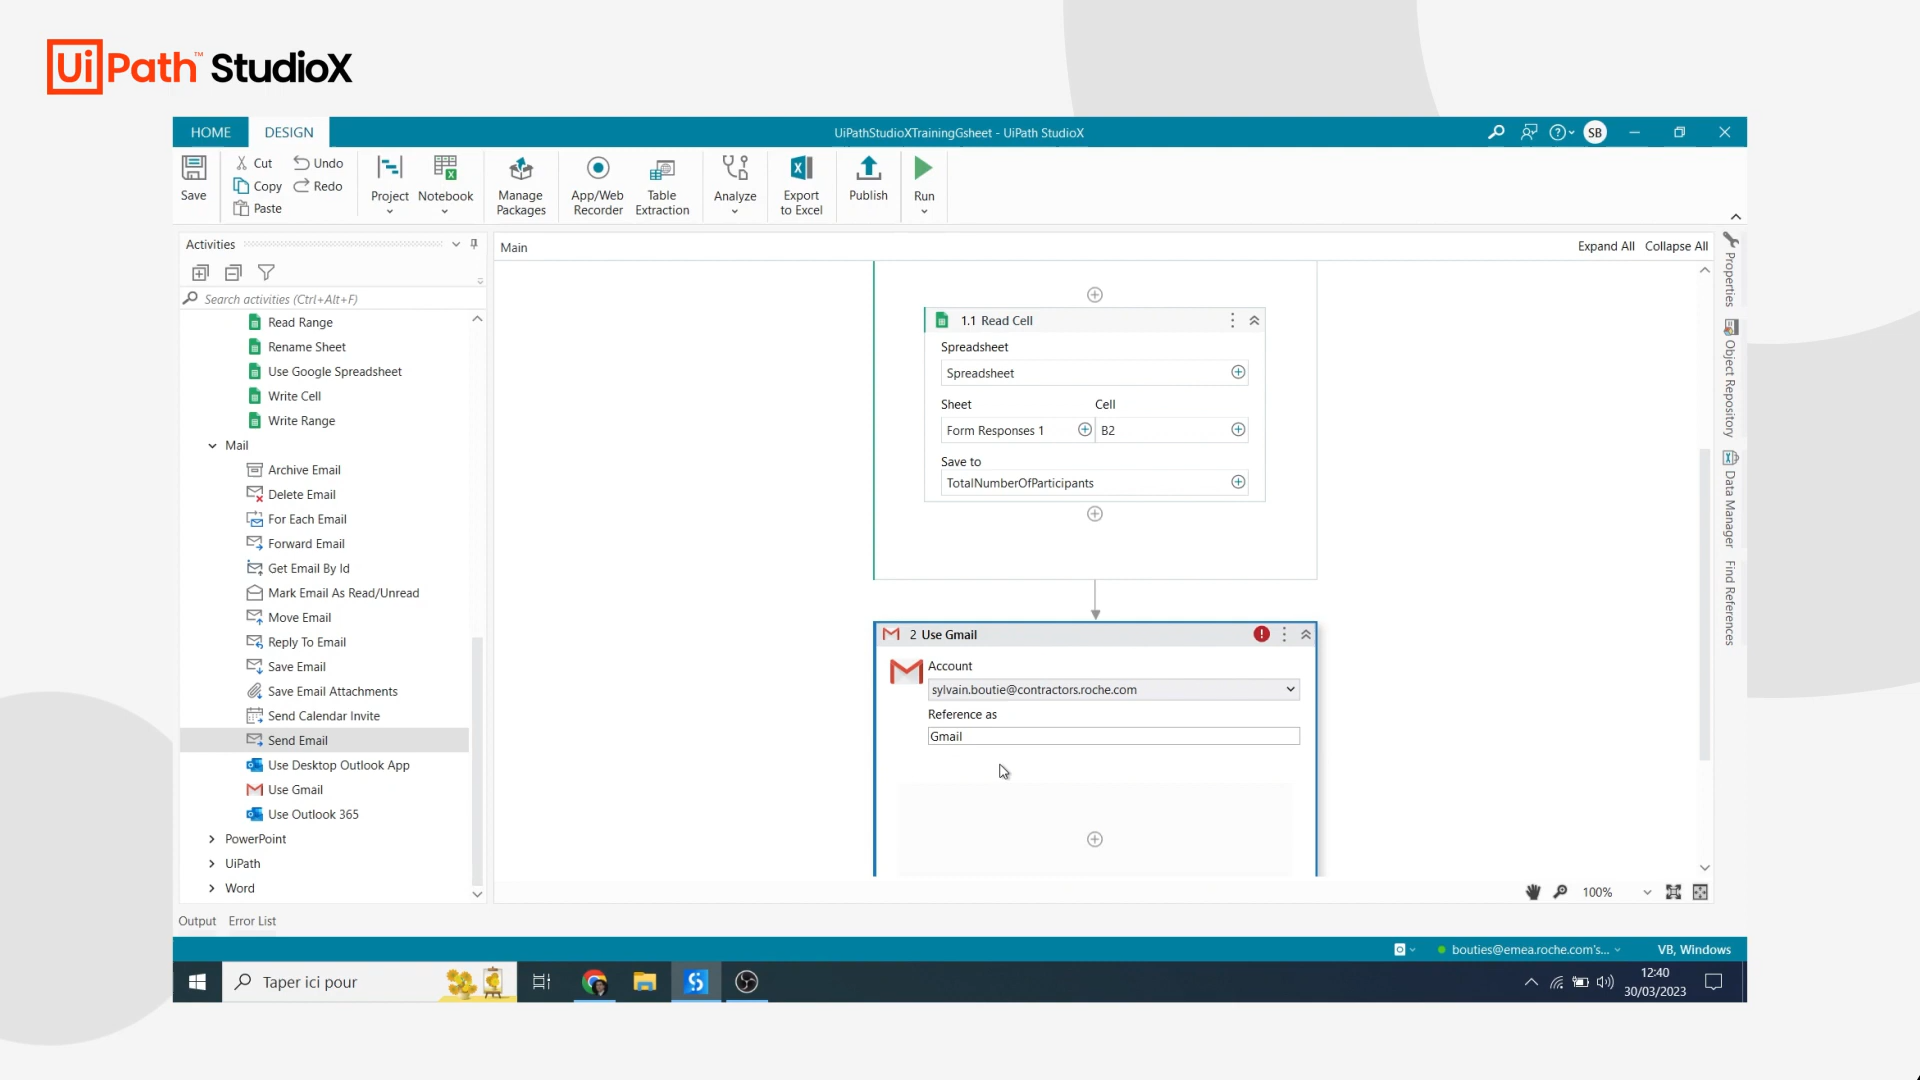 UiPath™ StudioX
HOME
DESIGN
UiPathStudioXTrainingGsheet - UiPath StudioX
SB
Save
Cut
Copy
Paste
Undo
Redo
Project
Notebook
Manage
Packages
App/Web
Recorder
Table
Extraction
Analyze
Export
to Excel
Publish
Run
Activities
Search activities (Ctrl+Alt+F)
Read Range
Rename Sheet
Use Google Spreadsheet
Write Cell
Write Range
Mail
Archive Email
Delete Email
For Each Email
Forward Email
Get Email By Id
Mark Email As Read/Unread
Move Email
Reply To Email
Save Email
Save Email Attachments
Send Calendar Invite
Send Email
Use Desktop Outlook App
Use Gmail
Use Outlook 365
PowerPoint
UiPath
Word
Main
Expand All
Collapse All
1.1 Read Cell
Spreadsheet
Spreadsheet
Sheet
Cell
Form Responses 1
B2
Save to
TotalNumberOfParticipants
2 Use Gmail
Account
sylvain.boutie@contractors.roche.com
Reference as
Gmail
100%
Properties
Object Repository
Data Manager
Find References
Output
Error List
bouties@emea.roche.com's...
VB, Windows
Taper ici pour
12:40
30/03/2023